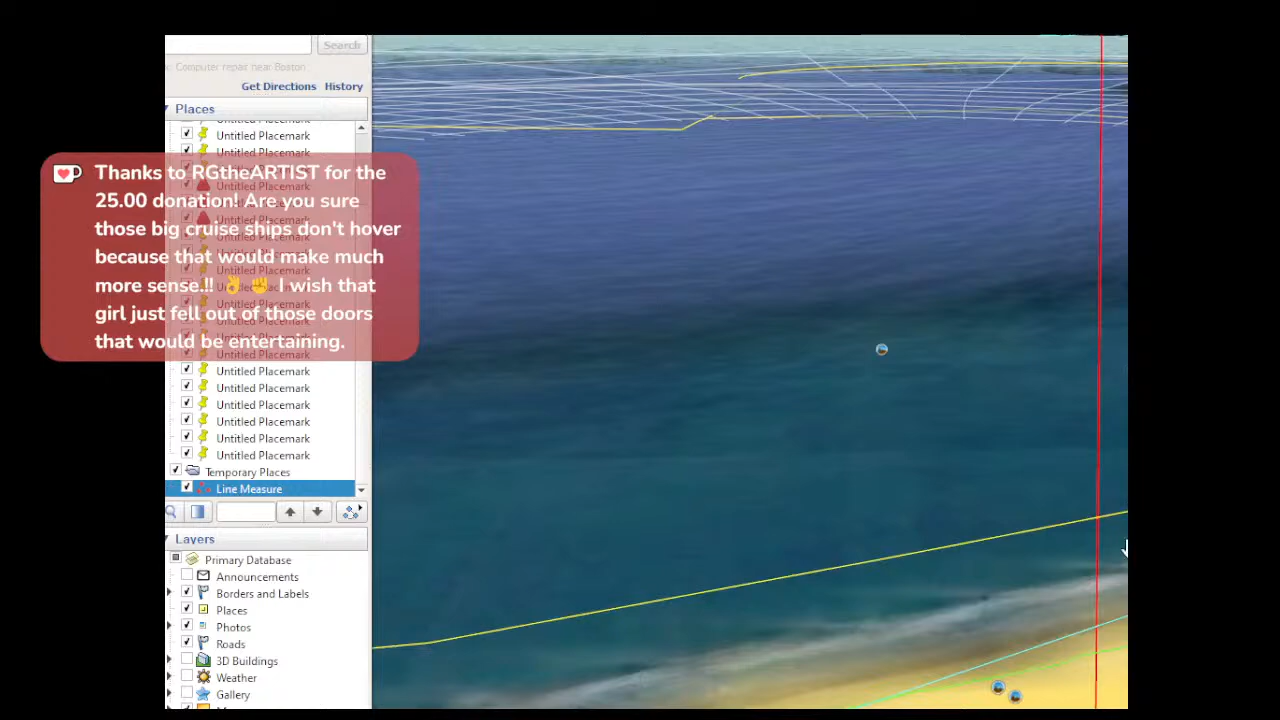 Search
Computer repair near Boston
Get Directions History
Places
Untitled Placemark
Untitled Placemark
Thanks to RGtheARTIST for the
25.00 donation! Are you sure
those big cruise ships don't hover
because that would make much
more sense.!! 👌 ✊ I wish that
girl just fell out of those doors
that would be entertaining.
Untitled Placemark
Untitled Placemark
Untitled Placemark
Untitled Placemark
Untitled Placemark
Untitled Placemark
Temporary Places
Line Measure
Layers
Primary Database
Announcements
Borders and Labels
Places
Photos
Roads
3D Buildings
Weather
Gallery